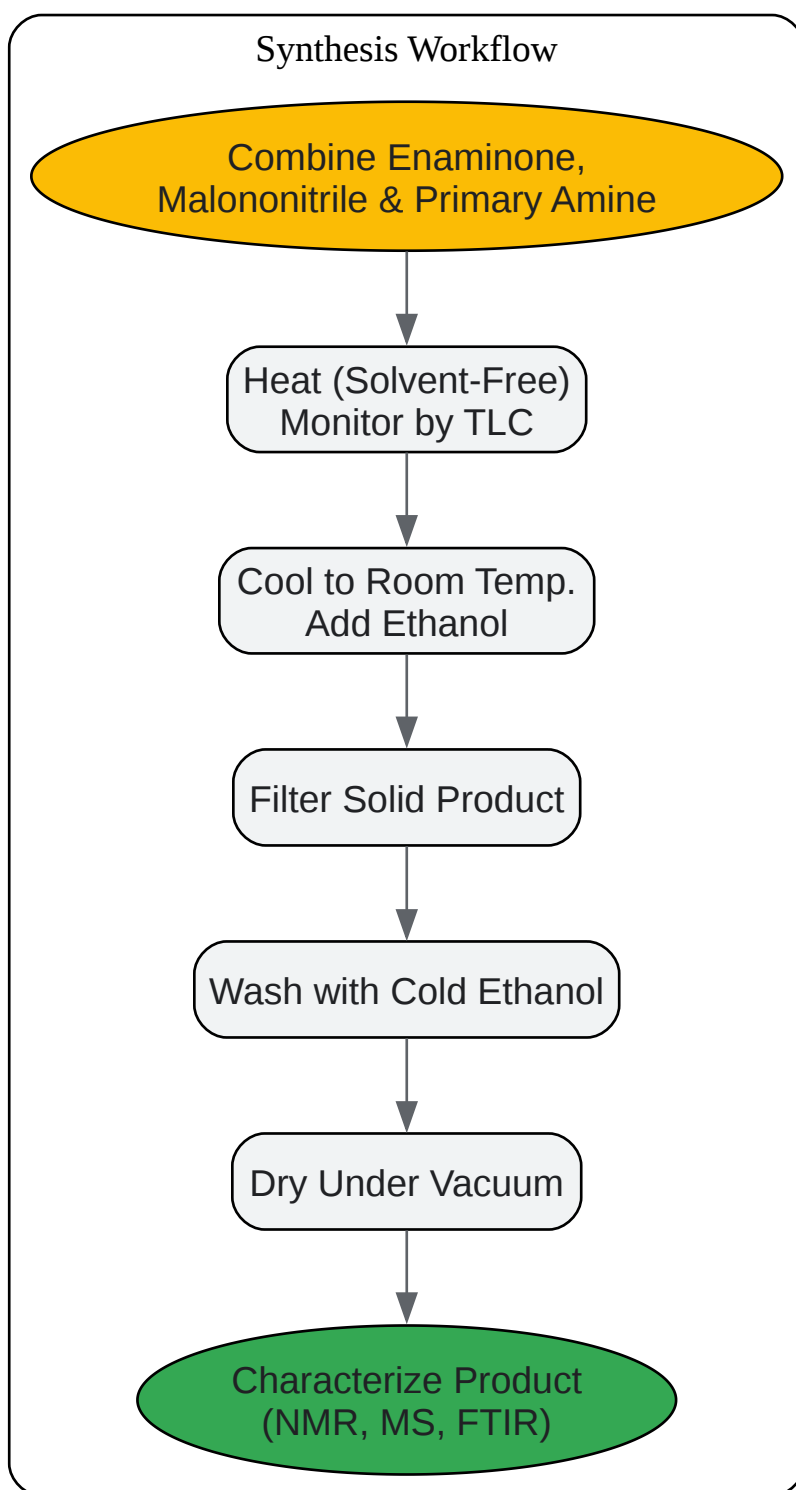 Synthesis Workflow
Combine Enaminone,
Malononitrile & Primary Amine
Heat (Solvent-Free)
Monitor by TLC
Cool to Room Temp.
Add Ethanol
Filter Solid Product
Wash with Cold Ethanol
Dry Under Vacuum
Characterize Product
(NMR, MS, FTIR)